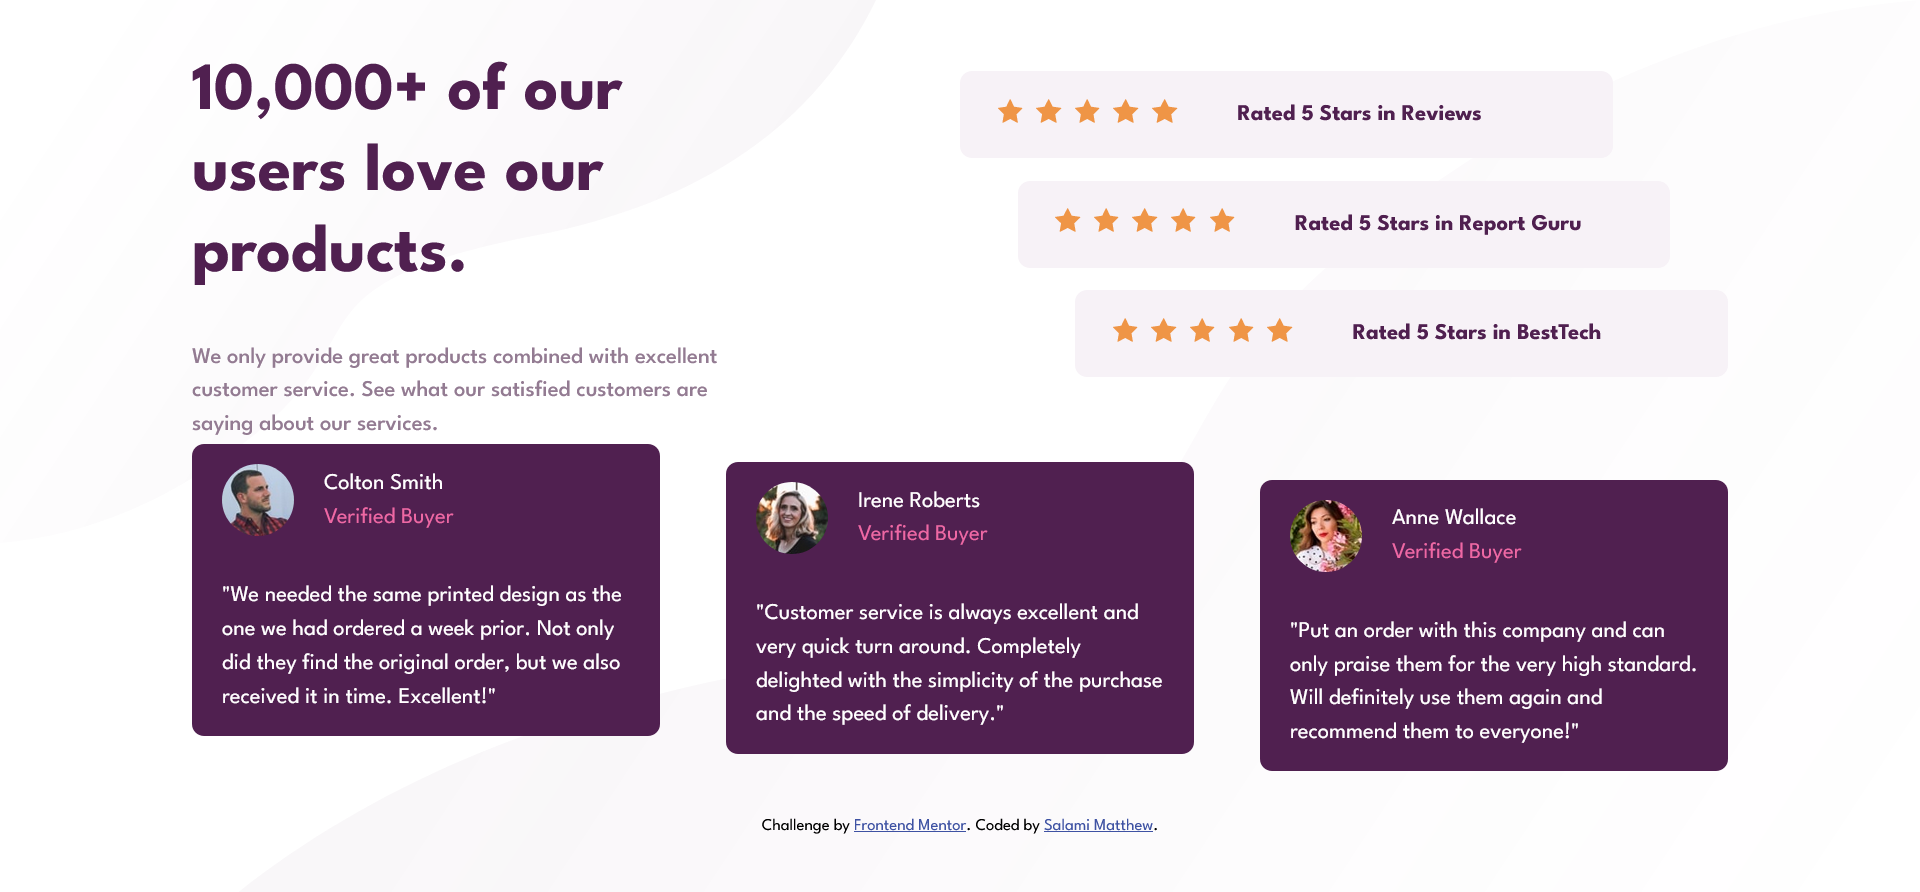 10,000+ of our
users love our
products.
We only provide great products combined with excellent
customer service. See what our satisfied customers are
saying about our services.
Rated 5 Stars in Reviews
Rated 5 Stars in Report Guru
Rated 5 Stars in BestTech
Colton Smith
Verified Buyer
"We needed the same printed design as the
one we had ordered a week prior. Not only
did they find the original order, but we also
received it in time. Excellent!"
Irene Roberts
Verified Buyer
"Customer service is always excellent and
very quick turn around. Completely
delighted with the simplicity of the purchase
and the speed of delivery."
Anne Wallace
Verified Buyer
"Put an order with this company and can
only praise them for the very high standard.
Will definitely use them again and
recommend them to everyone!"
Challenge by Frontend Mentor. Coded by Salami Matthew.